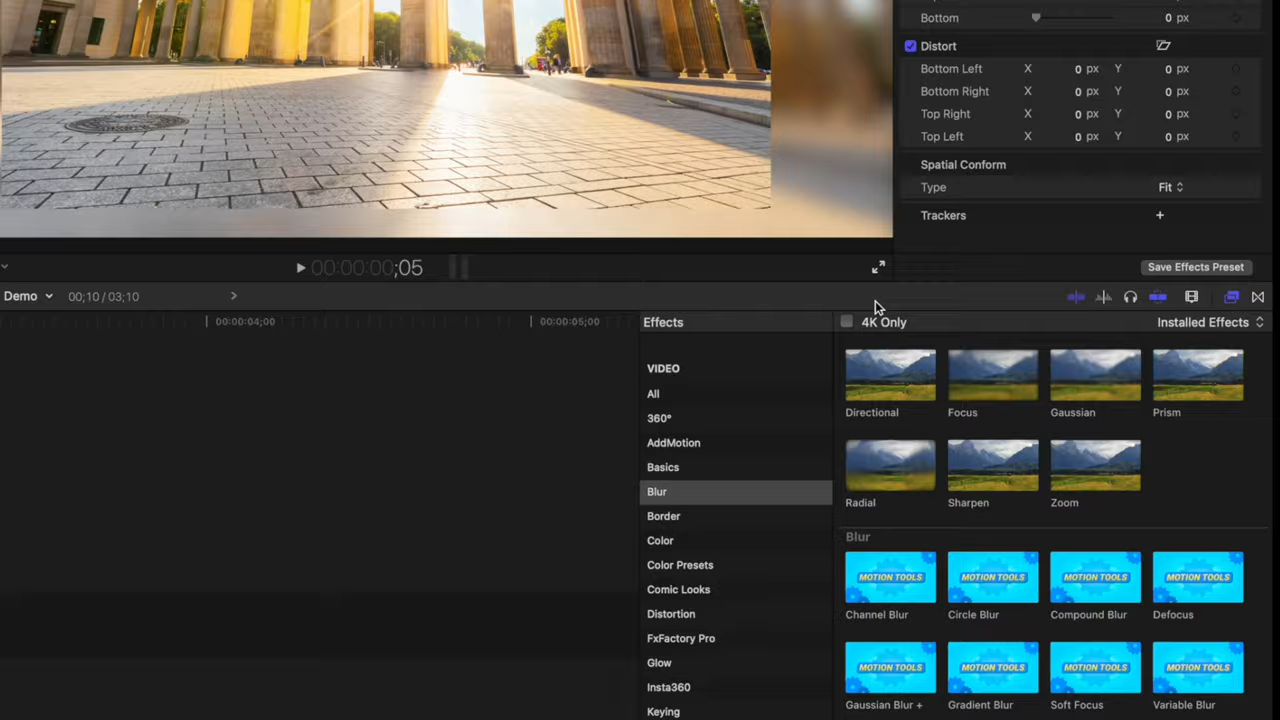 Bottom 0 px
Distort
Bottom Left X 0 px Y 0 px
Bottom Right X 0 px Y 0 px
Top Right X 0 px Y 0 px
Top Left X 0 px Y 0 px
Spatial Conform
Type Fit
Trackers +
00:00:00;05
Save Effects Preset
Demo 00;10 / 03;10
00:00:04;00 00:00:05;00
Effects
4K Only
Installed Effects
VIDEO
All
360°
AddMotion
Basics
Blur
Border
Color
Color Presets
Comic Looks
Distortion
FxFactory Pro
Glow
Insta360
Keying
Directional Focus Gaussian Prism
Radial Sharpen Zoom
Blur
MOTION TOOLS MOTION TOOLS MOTION TOOLS MOTION TOOLS
Channel Blur Circle Blur Compound Blur Defocus
MOTION TOOLS MOTION TOOLS MOTION TOOLS MOTION TOOLS
Gaussian Blur + Gradient Blur Soft Focus Variable Blur